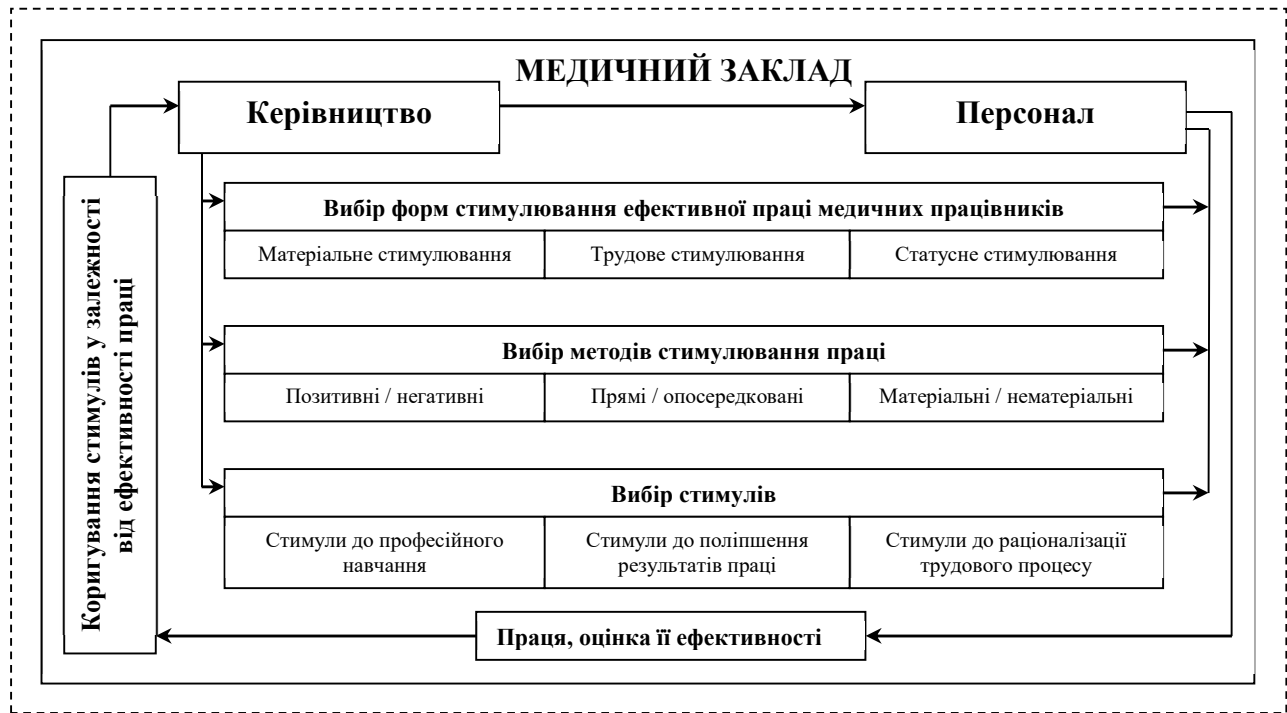 МЕДИЧНИЙ ЗАКЛАД
Керівництво
Персонал
Коригування стимулів у залежності
від ефективності праці
Вибір форм стимулювання ефективної праці медичних працівників
Матеріальне стимулювання
Трудове стимулювання
Статусне стимулювання
Вибір методів стимулювання праці
Позитивні / негативні
Прямі / опосередковані
Матеріальні / нематеріальні
Вибір стимулів
Стимули до професійного
навчання
Стимули до поліпшення
результатів праці
Стимули до раціоналізації
трудового процесу
Праця, оцінка її ефективності